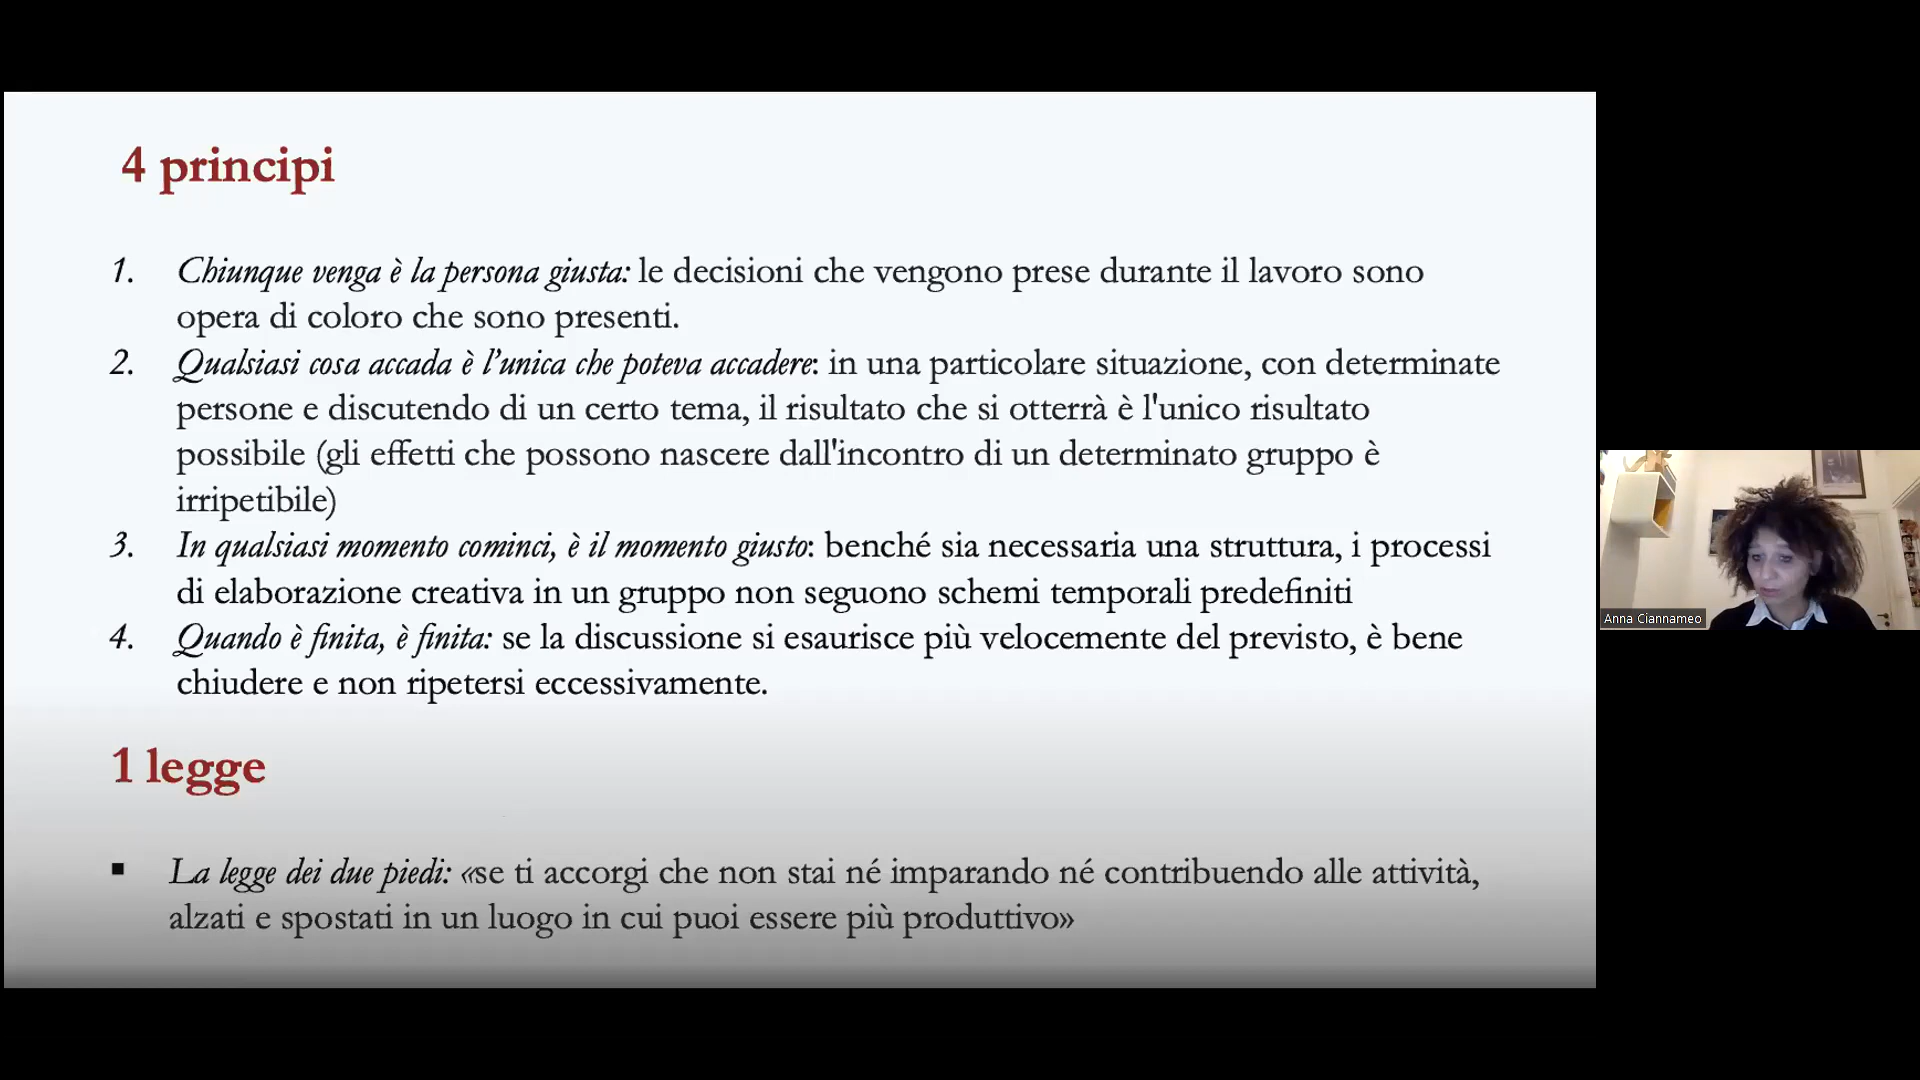 4 principi
1. Chiunque venga è la persona giusta: le decisioni che vengono prese durante il lavoro sono
opera di coloro che sono presenti.
2. Qualsiasi cosa accada è l’unica che poteva accadere: in una particolare situazione, con determinate
persone e discutendo di un certo tema, il risultato che si otterrà è l'unico risultato
possibile (gli effetti che possono nascere dall'incontro di un determinato gruppo è
irripetibile)
3. In qualsiasi momento cominci, è il momento giusto: benché sia necessaria una struttura, i processi
di elaborazione creativa in un gruppo non seguono schemi temporali predefiniti
4. Quando è finita, è finita: se la discussione si esaurisce più velocemente del previsto, è bene
chiudere e non ripetersi eccessivamente.
1 legge
▪ La legge dei due piedi: «se ti accorgi che non stai né imparando né contribuendo alle attività,
alzati e spostati in un luogo in cui puoi essere più produttivo»
Anna Ciannameo